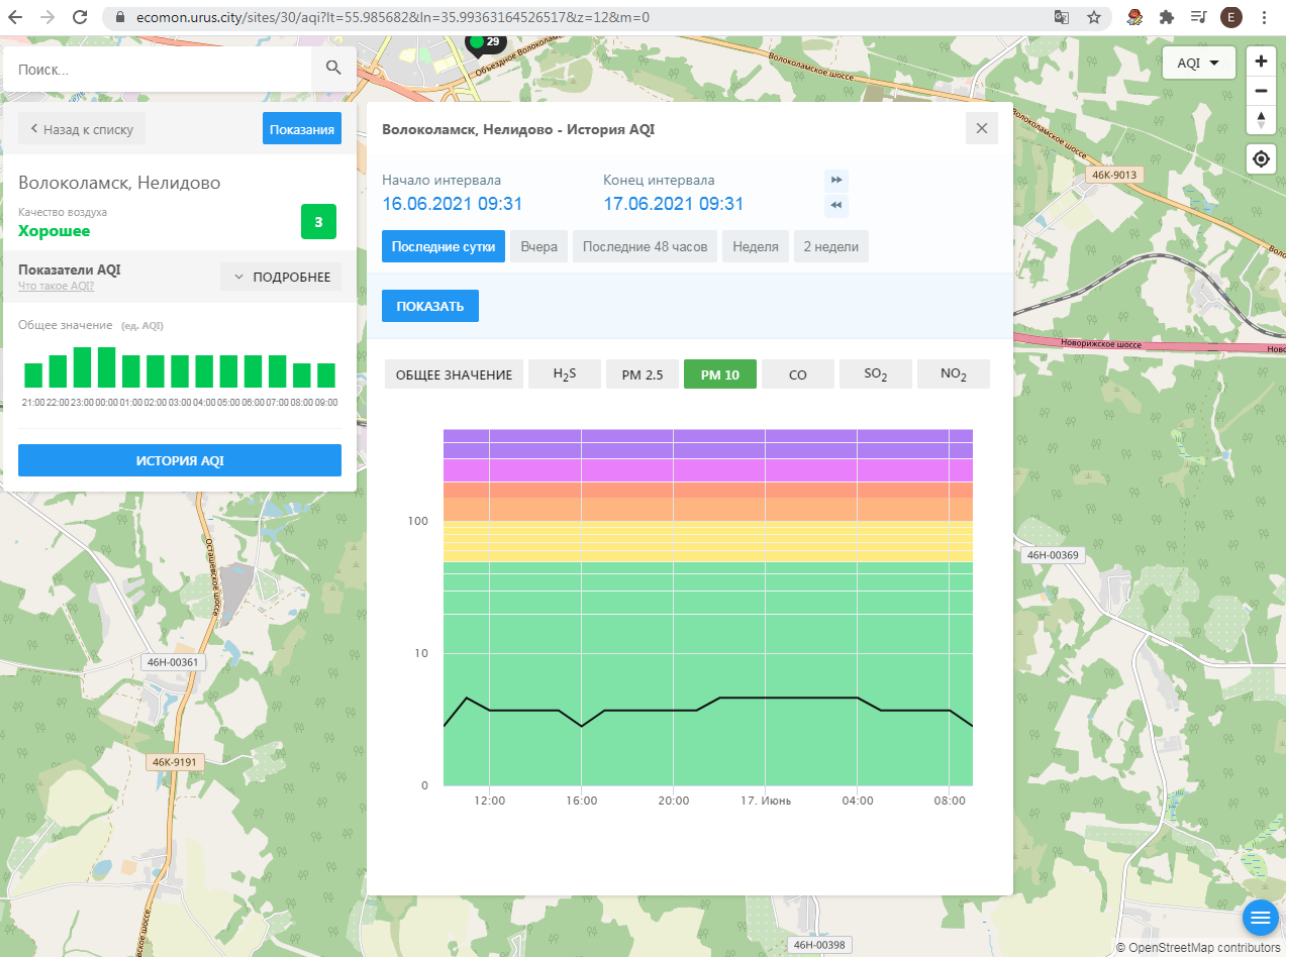 ecomon.urus.city/sites/30/aqi?lt=55.985682&ln=35.99363164526517&z=12&m=0
E
29
Объездное Волоколамск
Волоколамское шоссе
Поиск...
AQI
Назад к списку
Показания
Волоколамск, Нелидово - История AQI
Волоколамское шоссе
46К-9013
Волоколамск, Нелидово
Качество воздуха
Хорошее
3
Начало интервала
Конец интервала
16.06.2021 09:31
17.06.2021 09:31
Последние сутки
Вчера
Последние 48 часов
Неделя
2 недели
Показатели AQI
Что такое AQI?
ПОДРОБНЕЕ
ПОКАЗАТЬ
Общее значение (ед. AQI)
21:00 22:00 23:00 00:00 01:00 02:00 03:00 04:00 05:00 06:00 07:00 08:00 09:00
ИСТОРИЯ AQI
Новорижское шоссе
Ново
ОБЩЕЕ ЗНАЧЕНИЕ
H₂S
PM 2.5
PM 10
CO
SO₂
NO₂
100
10
0
12:00
16:00
20:00
17. Июнь
04:00
08:00
Осташёвское шоссе
46Н-00369
46Н-00361
46К-9191
46Н-00398
© OpenStreetMap contributors